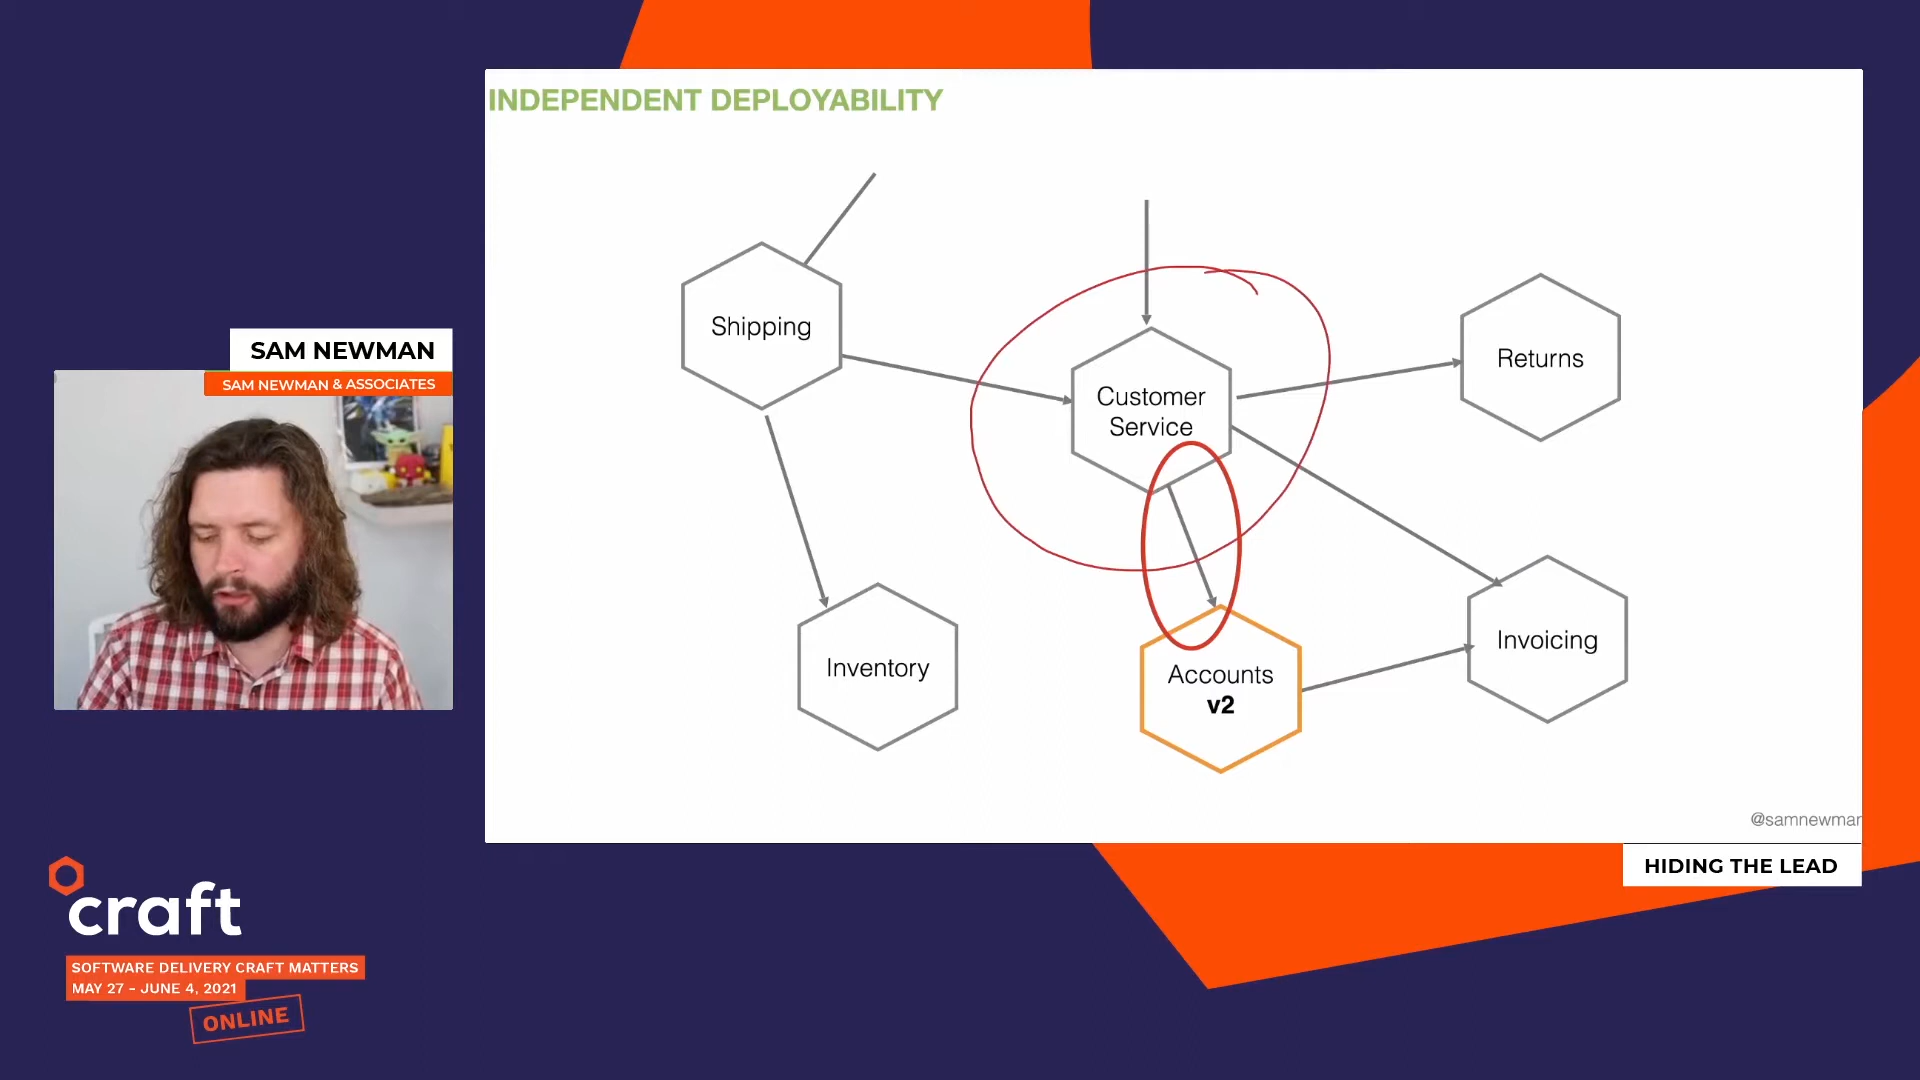 INDEPENDENT DEPLOYABILITY
Shipping
Customer
Service
Returns
Inventory
Accounts
v2
Invoicing
@samnewman
HIDING THE LEAD
SAM NEWMAN
SAM NEWMAN & ASSOCIATES
craft
SOFTWARE DELIVERY CRAFT MATTERS
MAY 27 - JUNE 4, 2021
ONLINE